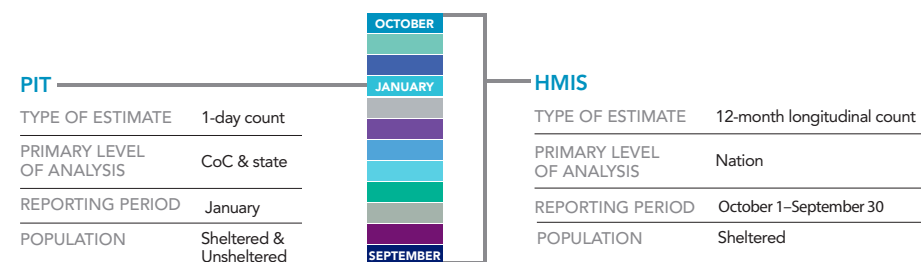 OCTOBER
PIT
JANUARY
HMIS
TYPE OF ESTIMATE 1-day count
PRIMARY LEVEL
OF ANALYSIS CoC & state
REPORTING PERIOD January
POPULATION Sheltered &
Unsheltered
TYPE OF ESTIMATE 12-month longitudinal count
PRIMARY LEVEL
OF ANALYSIS Nation
REPORTING PERIOD October 1–September 30
POPULATION Sheltered
SEPTEMBER